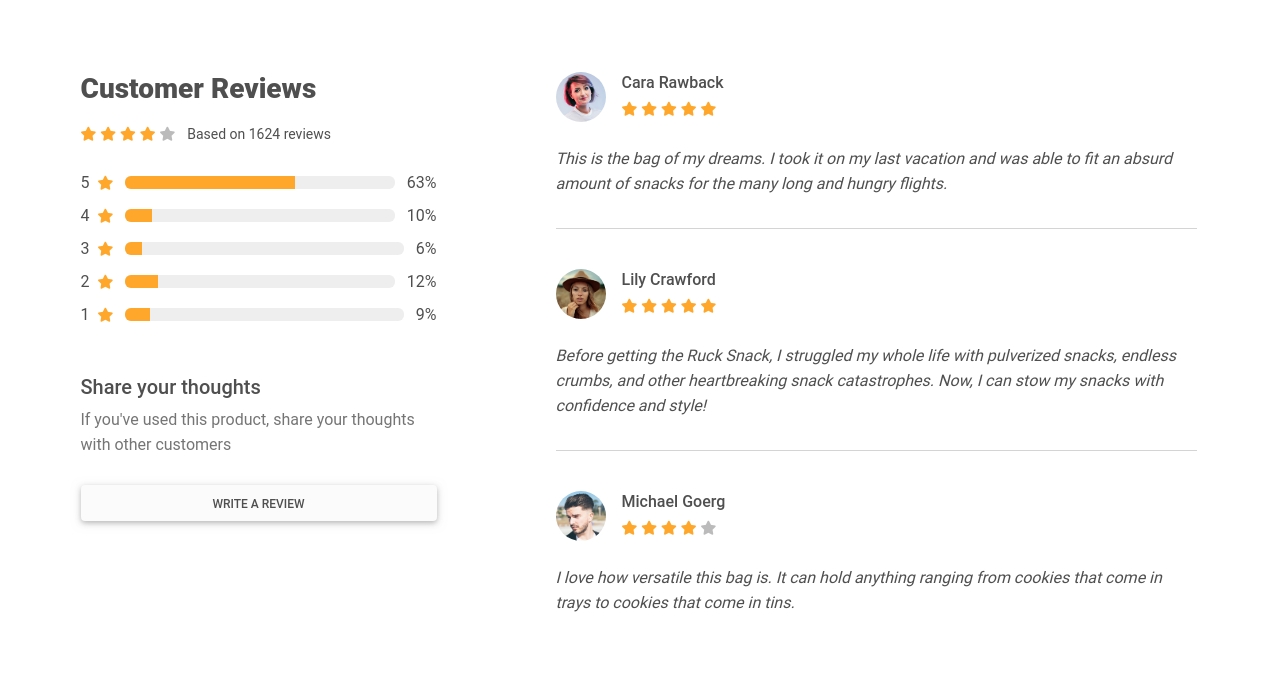 Customer Reviews
Based on 1624 reviews
5 63%
4 10%
3 6%
2 12%
1 9%
Share your thoughts
If you've used this product, share your thoughts
with other customers
WRITE A REVIEW
Cara Rawback
This is the bag of my dreams. I took it on my last vacation and was able to fit an absurd
amount of snacks for the many long and hungry flights.
Lily Crawford
Before getting the Ruck Snack, I struggled my whole life with pulverized snacks, endless
crumbs, and other heartbreaking snack catastrophes. Now, I can stow my snacks with
confidence and style!
Michael Goerg
I love how versatile this bag is. It can hold anything ranging from cookies that come in
trays to cookies that come in tins.